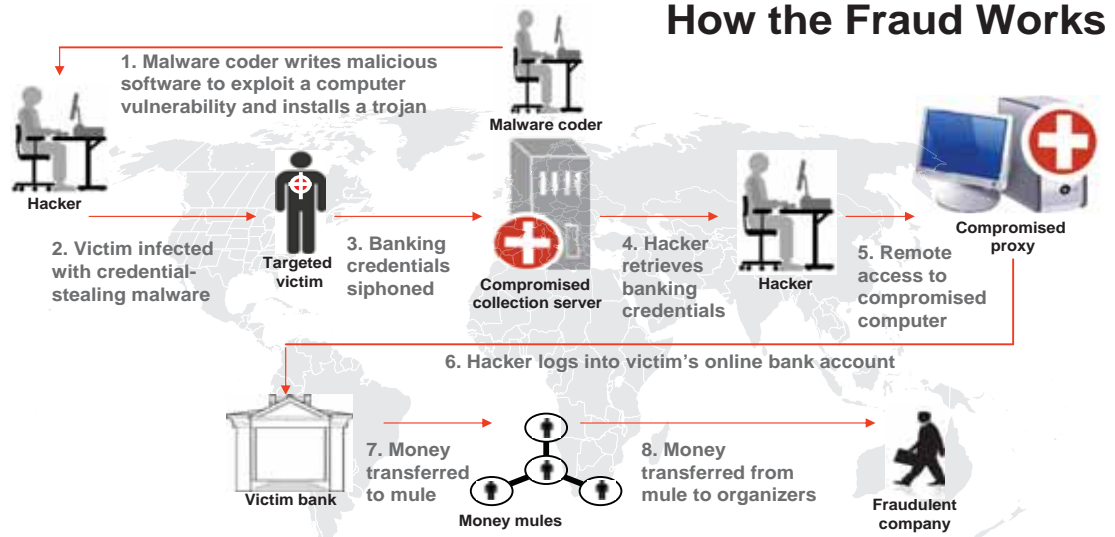 How the Fraud Works
1. Malware coder writes malicious
software to exploit a computer
vulnerability and installs a trojan
Malware coder
Hacker
2. Victim infected
with credential-
stealing malware
Targeted
victim
3. Banking
credentials
siphoned
Compromised
collection server
4. Hacker
retrieves
banking
credentials
Hacker
5. Remote
access to
compromised
computer
Compromised
proxy
6. Hacker logs into victim's online bank account
Victim bank
7. Money
transferred
to mule
Money mules
8. Money
transferred from
mule to organizers
Fraudulent
company